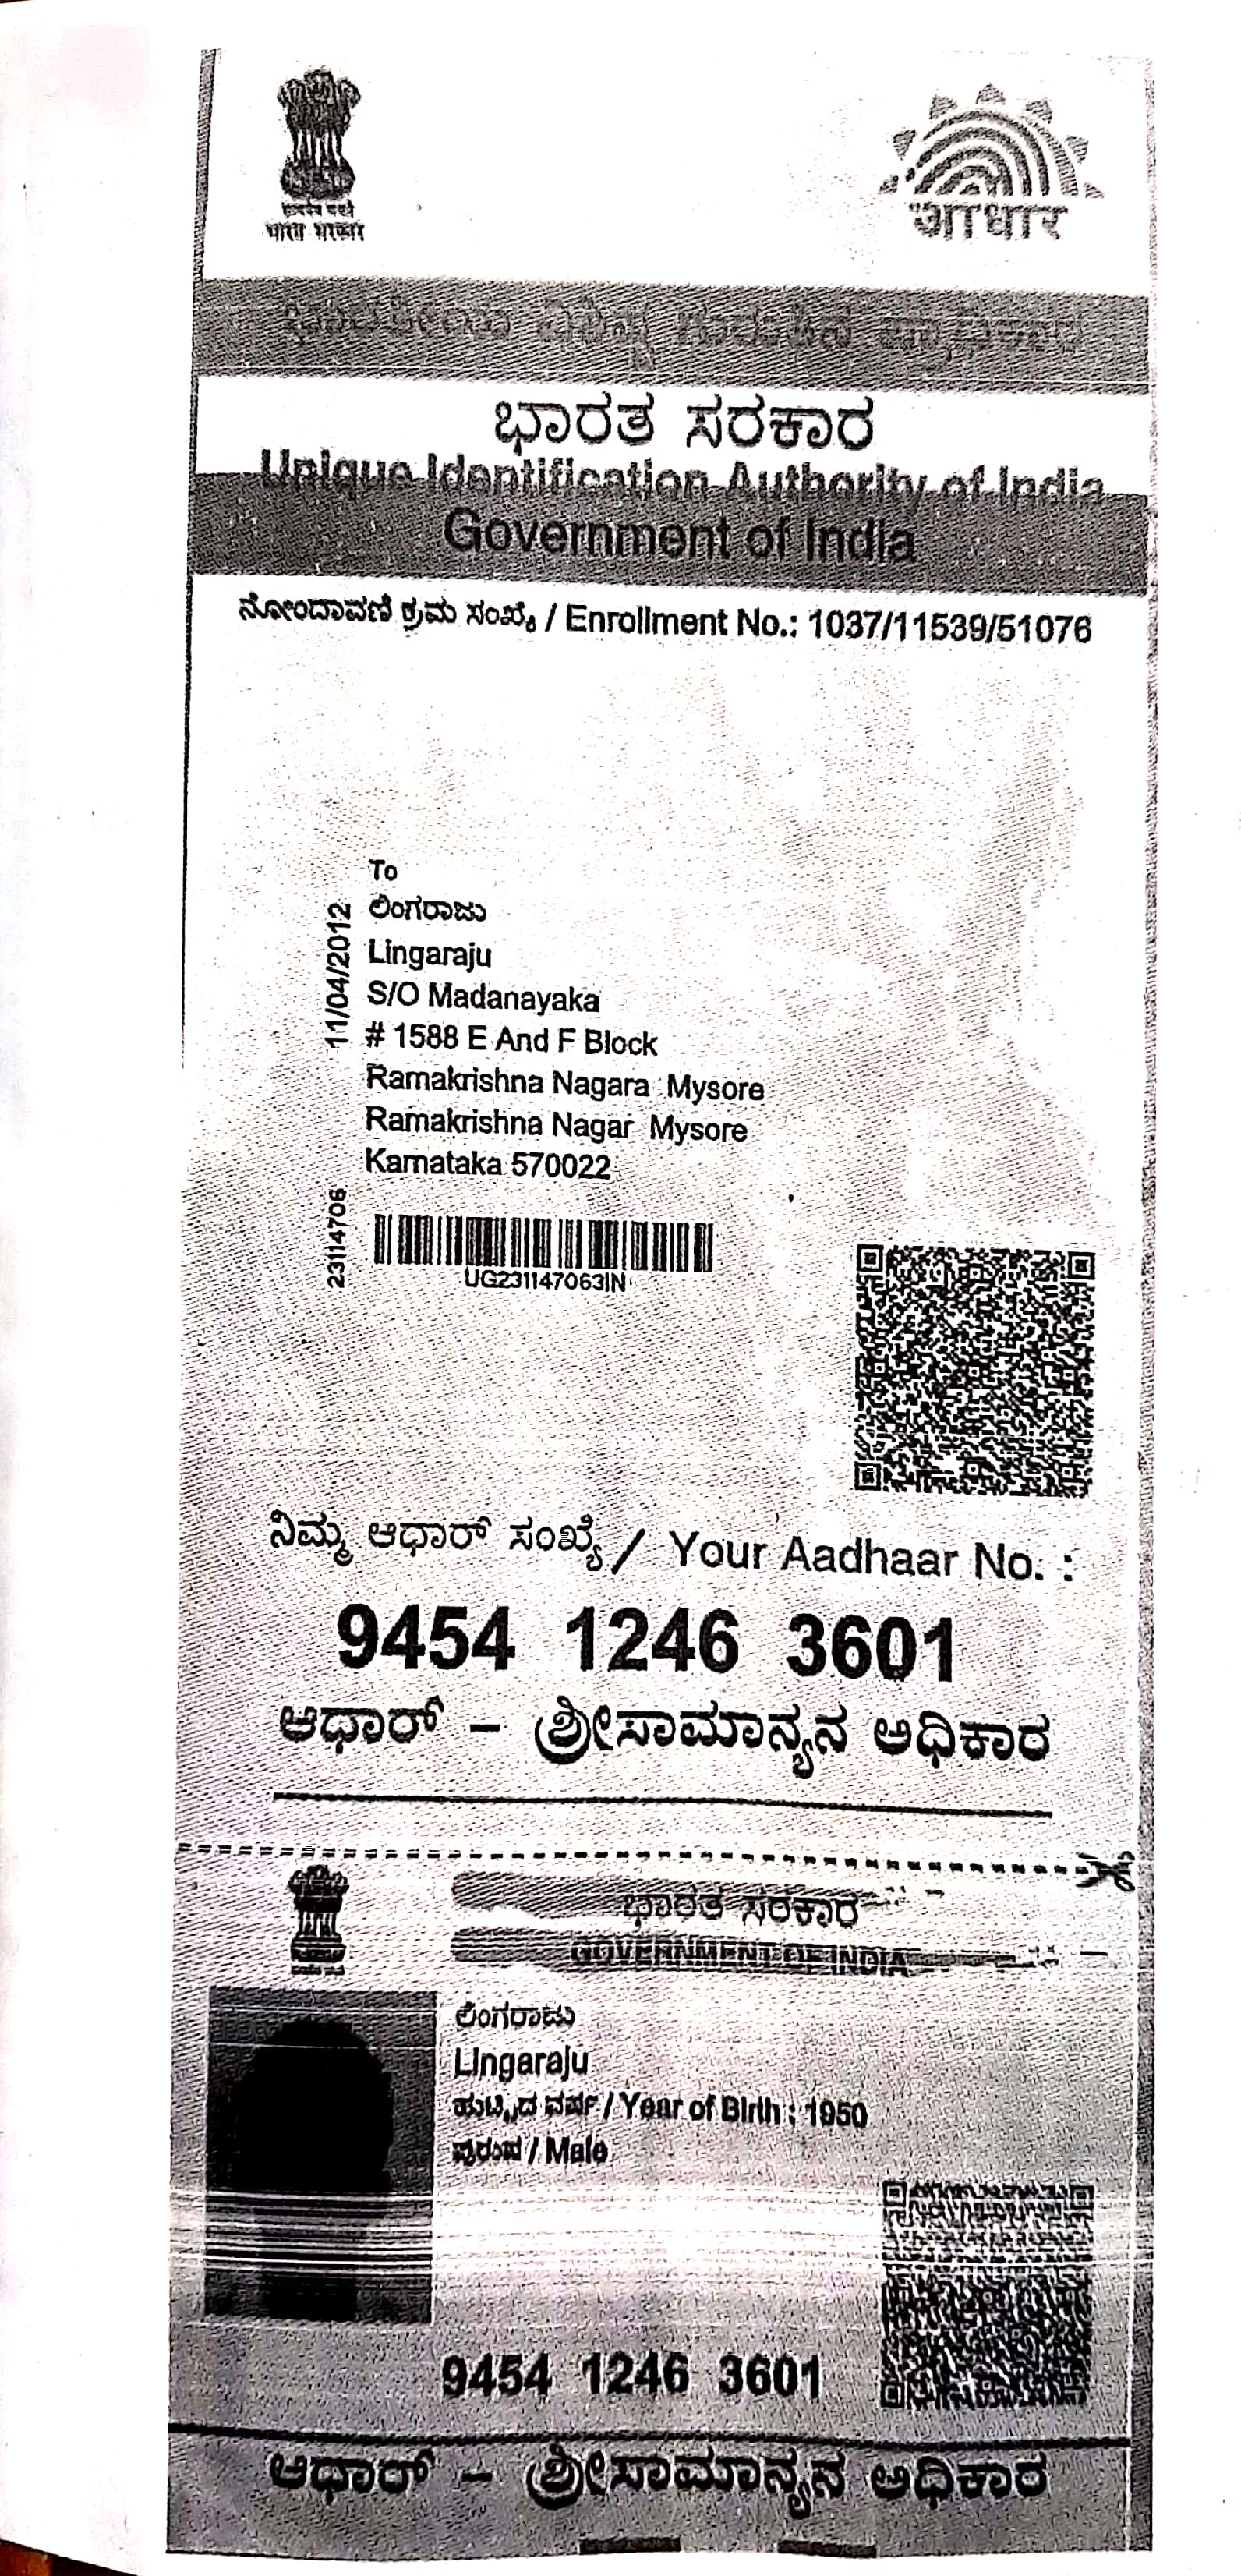 भारत सरकार
आधार
ಭಾರತ ಸರಕಾರ
Unique Identification Authority of India
Government of India
ನೋಂದಾವಣಿ ಕ್ರಮ ಸಂಖ್ಯೆ / Enrollment No.: 1037/11539/51076
To
ಲಿಂಗರಾಜು
Lingaraju
S/O Madanayaka
# 1588 E And F Block
Ramakrishna Nagara Mysore
Ramakrishna Nagar Mysore
Karnataka 570022
11/04/2012
23114706
UG231147063IN
ನಿಮ್ಮ ಆಧಾರ್ ಸಂಖ್ಯೆ / Your Aadhaar No. :
9454 1246 3601
ಆಧಾರ್ – ಶ್ರೀಸಾಮಾನ್ಯನ ಅಧಿಕಾರ
ಭಾರತ ಸರಕಾರ
GOVERNMENT OF INDIA
ಲಿಂಗರಾಜು
Lingaraju
ಹುಟ್ಟಿದ ವರ್ಷ / Year of Birth : 1950
ಪುರುಷ / Male
9454 1246 3601
ಆಧಾರ್ – ಶ್ರೀಸಾಮಾನ್ಯನ ಅಧಿಕಾರ